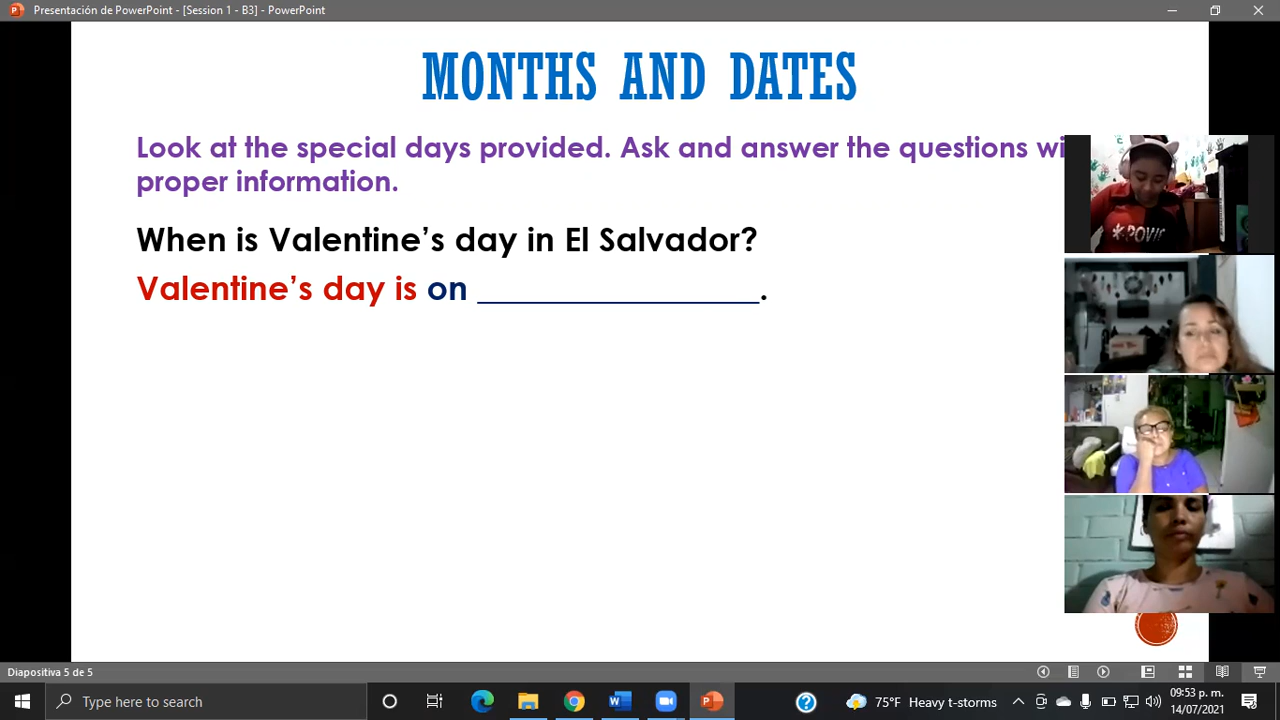 Presentación de PowerPoint - [Session 1 - B3] - PowerPoint
MONTHS AND DATES
Look at the special days provided. Ask and answer the questions wi
proper information.
When is Valentine's day in El Salvador?
Valentine's day is on ________________.
Diapositiva 5 de 5
Type here to search
75°F Heavy t-storms
09:53 p. m.
14/07/2021